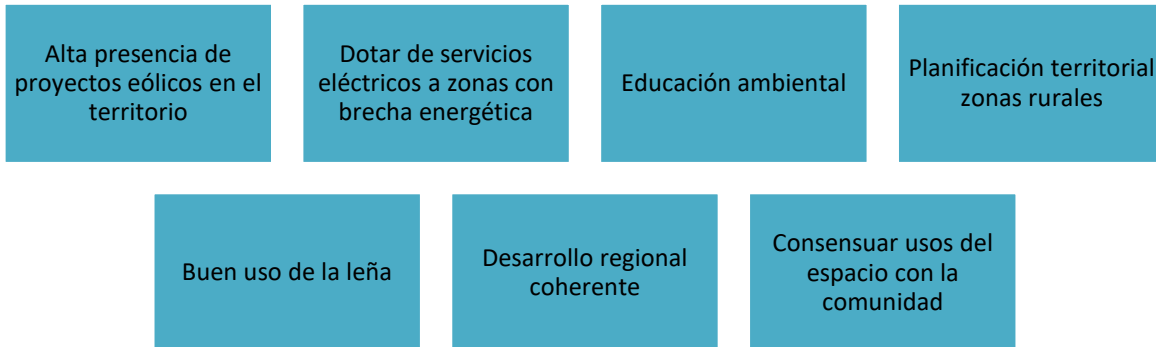 Alta presencia de
proyectos eólicos en el
territorio
Dotar de servicios
eléctricos a zonas con
brecha energética
Educación ambiental
Planificación territorial
zonas rurales
Buen uso de la leña
Desarrollo regional
coherente
Consensuar usos del
espacio con la
comunidad